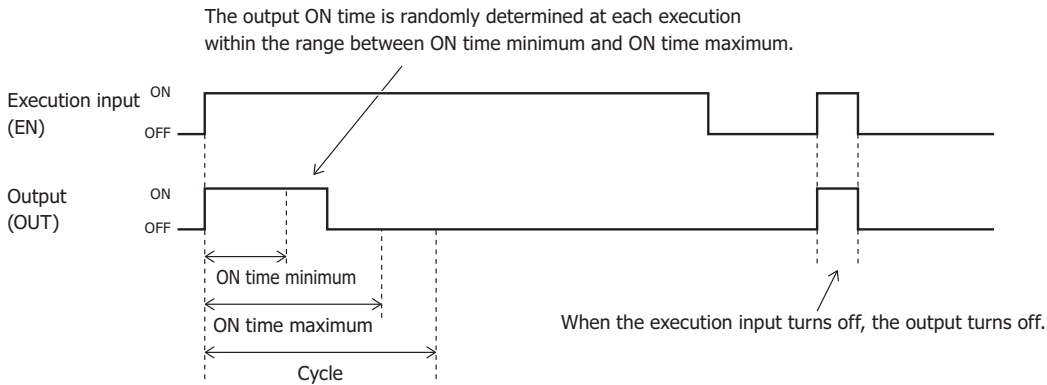 The output ON time is randomly determined at each execution
within the range between ON time minimum and ON time maximum.
Execution input
(EN)
ON
OFF
Output
(OUT)
ON
OFF
ON time minimum
ON time maximum
When the execution input turns off, the output turns off.
Cycle